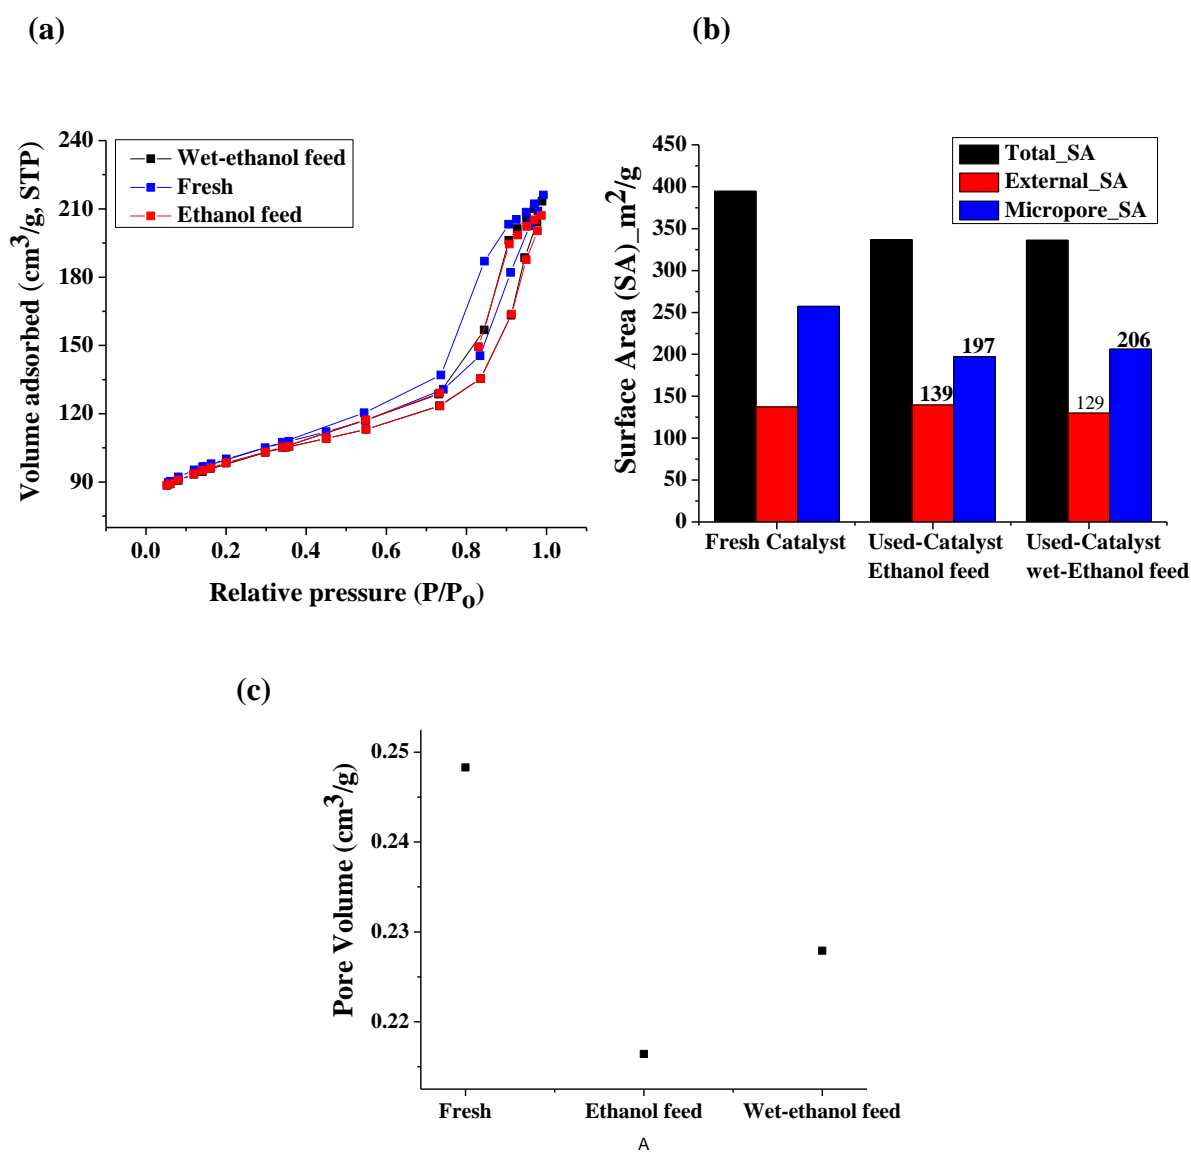 (a)
(b)
Volume adsorbed (cm³/g, STP)
240
210
180
150
120
90
Wet-ethanol feed
Fresh
Ethanol feed
0.0 0.2 0.4 0.6 0.8 1.0
Relative pressure (P/Po)
Surface Area (SA)_m²/g
450
400
350
300
250
200
150
100
50
0
Total_SA
External_SA
Micropore_SA
139
197
129
206
Fresh Catalyst Used-Catalyst Used-Catalyst
Ethanol feed wet-Ethanol feed
(c)
Pore Volume (cm³/g)
0.25
0.24
0.23
0.22
Fresh Ethanol feed Wet-ethanol feed
A